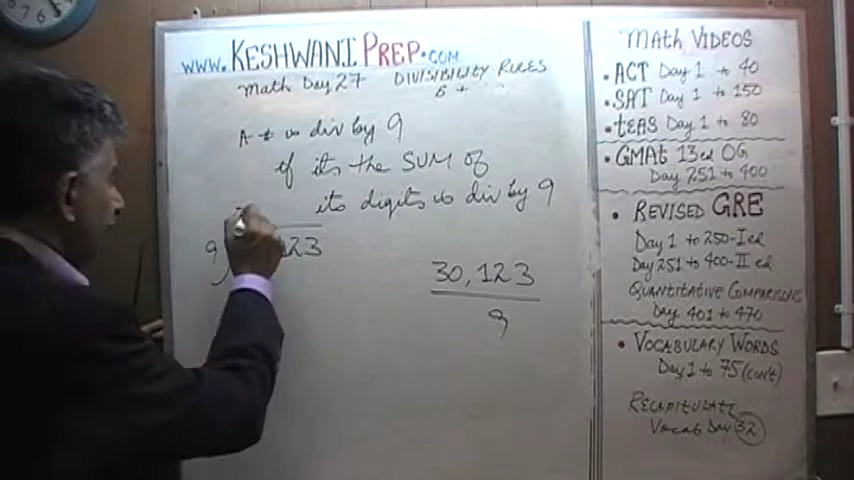 WWW.KESHWANI PREP.COM
Math Day 27 DIVISIBILITY RULES
A # is div by 9
if its the SUM of
its digits is div by 9
9 123
30,123
9
Math VIDEOS
• ACT Day 1 to 40
• SAT Day 1 to 150
• tEAS Day 1 to 80
• GMAt 13ed OG
Day 251 to 400
• REVISED GRE
Day 1 to 250-I ed
Day 251 to 400-II ed
QUANtitAtIVE COMPARISONS
Day 401 to 470
• VOCABULARY WORDS
Day 1 to 75 (cont)
RECAPITULATE
Vocab Day 32